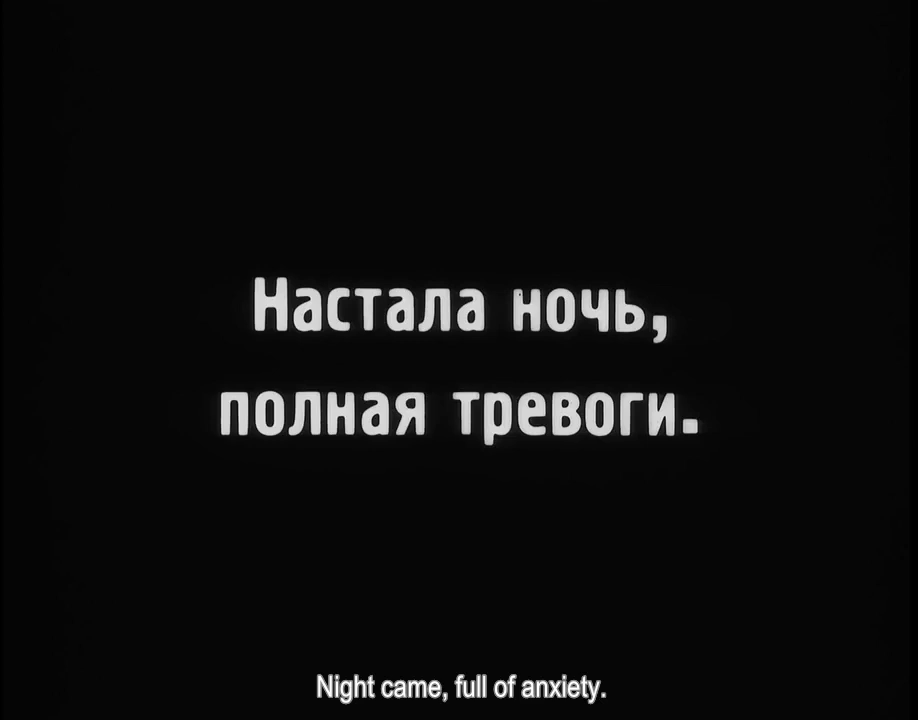 Настала ночь,
полная тревоги.
Night came, full of anxiety.